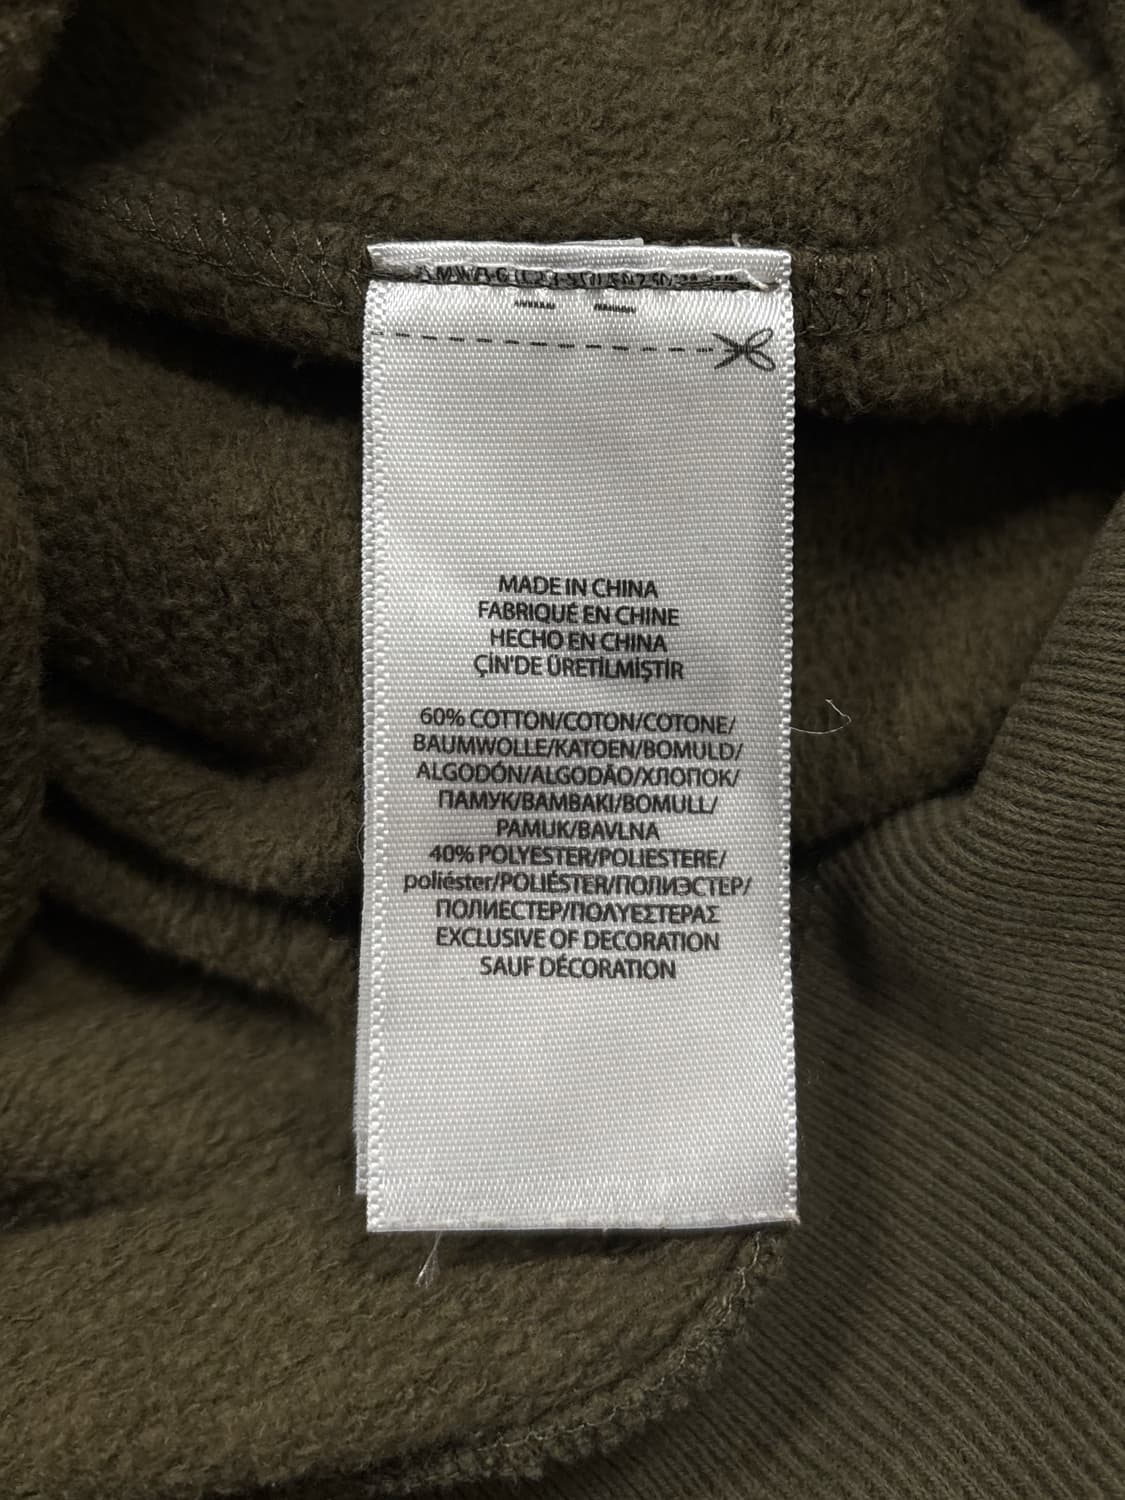 MADE IN CHINA
FABRIQUÉ EN CHINE
HECHO EN CHINA
ÇİN'DE ÜRETİLMİŞTİR
60% COTTON/COTON/COTONE/
BAUMWOLLE/KATOEN/BOMULD/
ALGODÓN/ALGODÃO/ХЛОПОК/
ПАМУК/BAMBAKI/BOMULL/
PAMUK/BAVLNA
40% POLYESTER/POLIESTERE/
poliéster/POLIÉSTER/ПОЛИЭСТЕР/
ПОЛИЕСТЕР/ΠΟΛΥΕΣΤΕΡΑΣ
EXCLUSIVE OF DECORATION
SAUF DÉCORATION